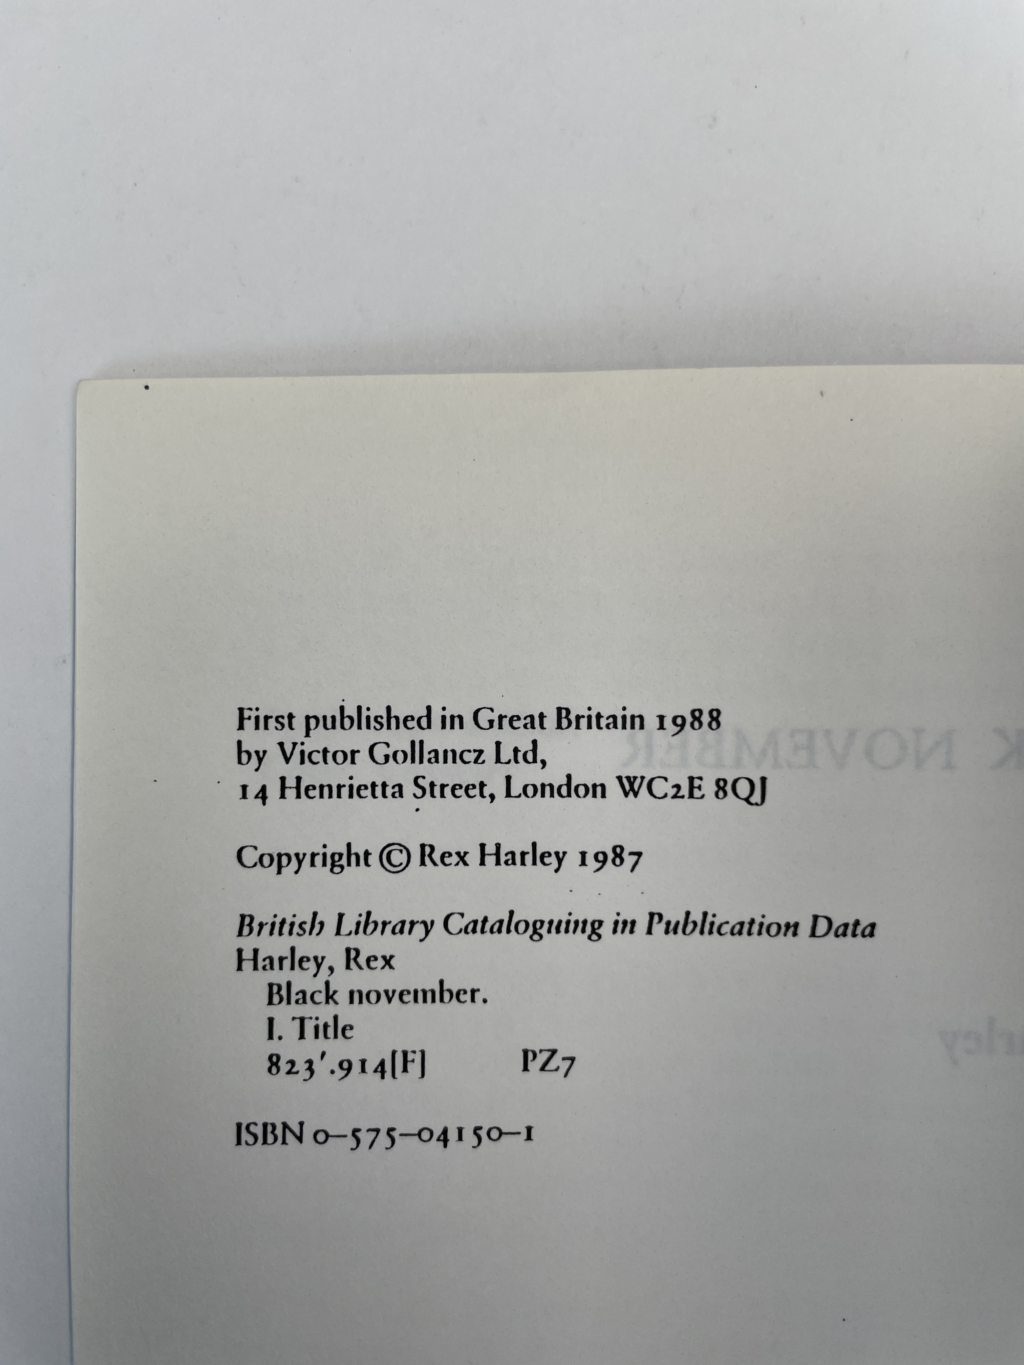 First published in Great Britain 1988
by Victor Gollancz Ltd,
14 Henrietta Street, London WC2E 8QJ
Copyright © Rex Harley 1987
British Library Cataloguing in Publication Data
Harley, Rex
Black november.
I. Title
823'.914[F] PZ7
ISBN 0–575–04150–1
K NOVEMBER
rley